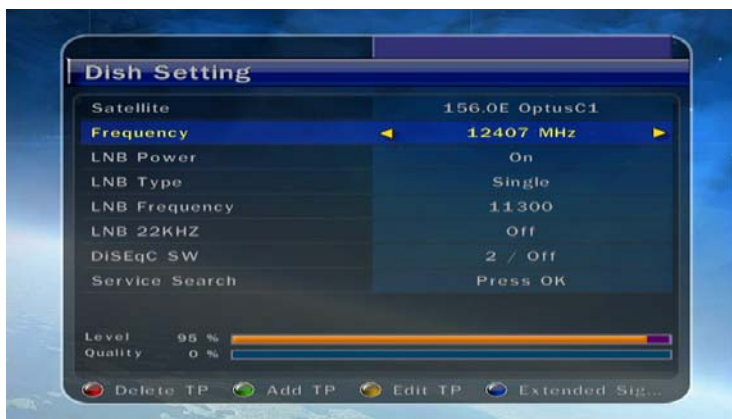 Dish Setting
Satellite 156.0E OptusC1
Frequency 12407 MHz
LNB Power On
LNB Type Single
LNB Frequency 11300
LNB 22KHZ Off
DiSEqC SW 2 / Off
Service Search Press OK
Level 95 %
Quality 0 %
Delete TP Add TP Edit TP Extended Sig...